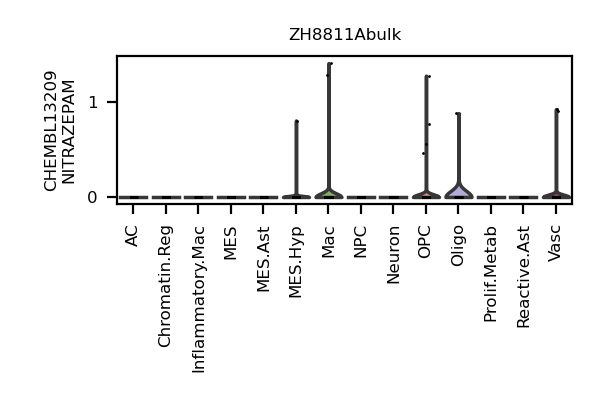 ZH8811Abulk
CHEMBL13209
NITRAZEPAM
1
0
AC
Chromatin.Reg
Inflammatory.Mac
MES
MES.Ast
MES.Hyp
Mac
NPC
Neuron
OPC
Oligo
Prolif.Metab
Reactive.Ast
Vasc